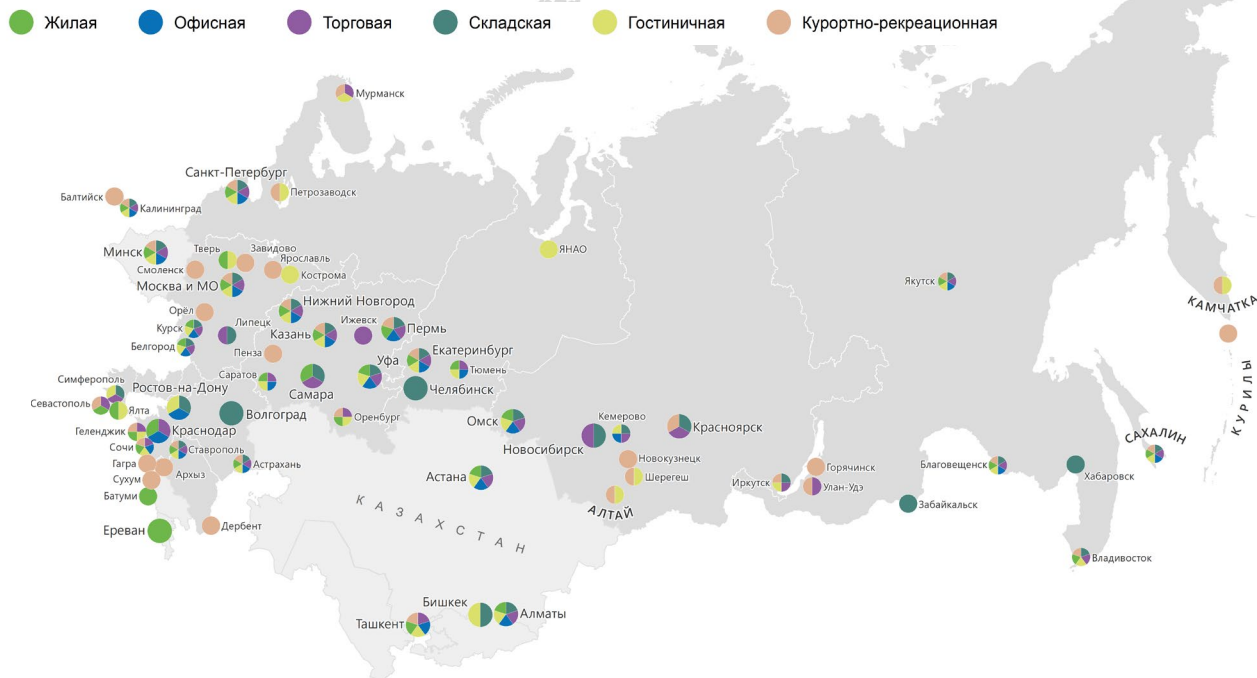 Жилая
Офисная
Торговая
Складская
Гостиничная
Курортно-рекреационная
Мурманск
Санкт-Петербург
Петрозаводск
Балтийск
Калининград
Минск
Тверь
Завидово
Ярославль
Смоленск
Кострома
Москва и МО
ЯНАО
Якутск
КАМЧАТКА
КУРИЛЫ
Нижний Новгород
Орёл
Липецк
Ижевск
Курск
Казань
Пермь
Белгород
Пенза
Уфа
Екатеринбург
Саратов
Самара
Тюмень
Челябинск
Симферополь
Ростов-на-Дону
Севастополь
Ялта
Волгоград
Оренбург
Омск
Кемерово
Новосибирск
Красноярск
Геленджик
Краснодар
Сочи
Ставрополь
Гагра
Архыз
Астрахань
Сухум
Батуми
Ереван
Дербент
Астана
КАЗАХСТАН
Новокузнецк
Шерегеш
АЛТАЙ
Горячинск
Иркутск
Улан-Удэ
Забайкальск
Благовещенск
Хабаровск
САХАЛИН
Владивосток
Бишкек
Алматы
Ташкент